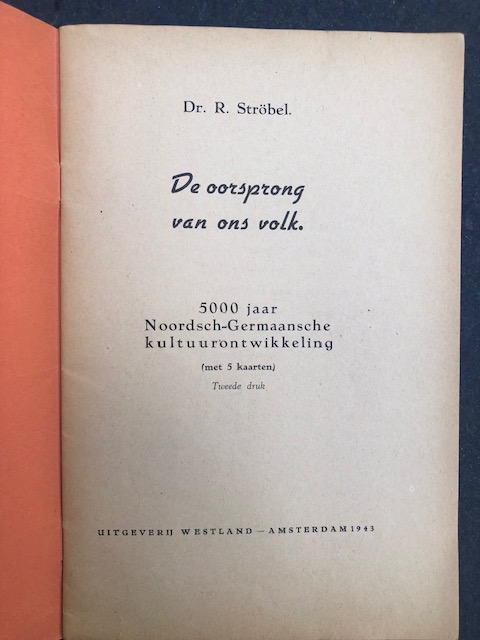 Dr. R. Ströbel.
De oorsprong
van ons volk.
5000 jaar
Noordsch-Germaansche
kultuurontwikkeling
(met 5 kaarten)
Tweede druk
UITGEVERIJ WESTLAND — AMSTERDAM 1943